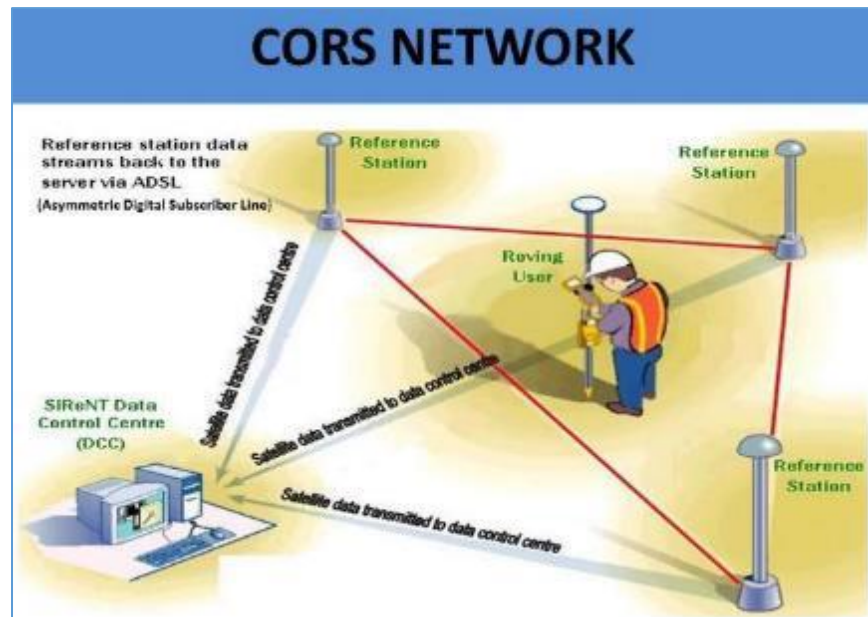 CORS NETWORK
Reference station data
streams back to the
server via ADSL
(Asymmetric Digital Subscriber Line)
Reference
Station
Reference
Station
Roving
User
Satellite data transmitted to data control centre
Satellite data transmitted to data control centre
SiReNT Data
Control Centre
(DCC)
Satellite data transmitted to data control centre
Reference
Station